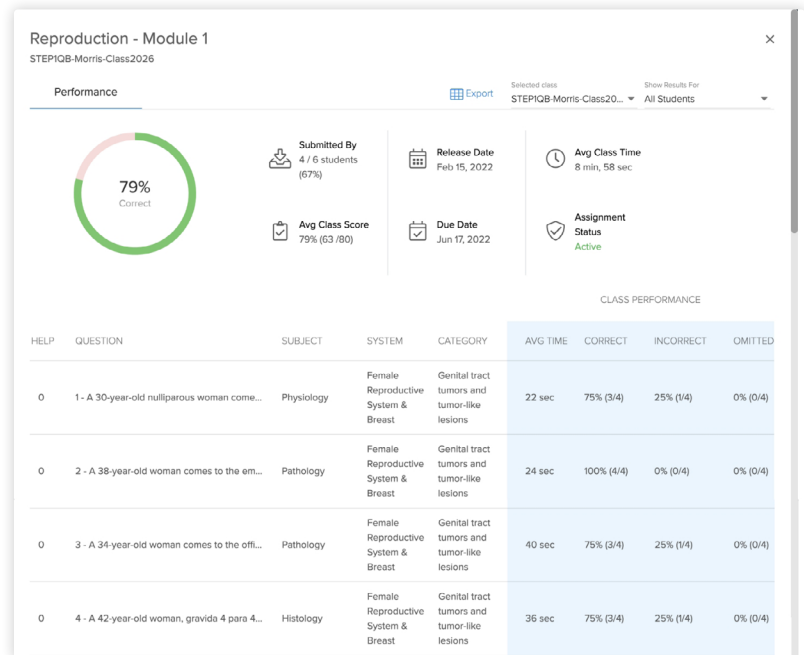 Reproduction - Module 1
×
STEP1QB-Morris-Class2026
Performance
Export
Selected class
STEP1QB-Morris-Class20...
Show Results For
All Students
79%
Correct
Submitted By
4 / 6 students
(67%)
Release Date
Feb 15, 2022
Avg Class Time
8 min, 58 sec
Avg Class Score
79% (63 /80)
Due Date
Jun 17, 2022
Assignment
Status
Active
CLASS PERFORMANCE
HELP QUESTION SUBJECT SYSTEM CATEGORY AVG TIME CORRECT INCORRECT OMITTED
0 1 - A 30-year-old nulliparous woman come... Physiology
Female
Reproductive
System &
Breast
Genital tract
tumors and
tumor-like
lesions
22 sec 75% (3/4) 25% (1/4) 0% (0/4)
0 2 - A 38-year-old woman comes to the em... Pathology
Female
Reproductive
System &
Breast
Genital tract
tumors and
tumor-like
lesions
24 sec 100% (4/4) 0% (0/4) 0% (0/4)
0 3 - A 34-year-old woman comes to the offi... Pathology
Female
Reproductive
System &
Breast
Genital tract
tumors and
tumor-like
lesions
40 sec 75% (3/4) 25% (1/4) 0% (0/4)
0 4 - A 42-year-old woman, gravida 4 para 4... Histology
Female
Reproductive
System &
Breast
Genital tract
tumors and
tumor-like
lesions
36 sec 75% (3/4) 25% (1/4) 0% (0/4)